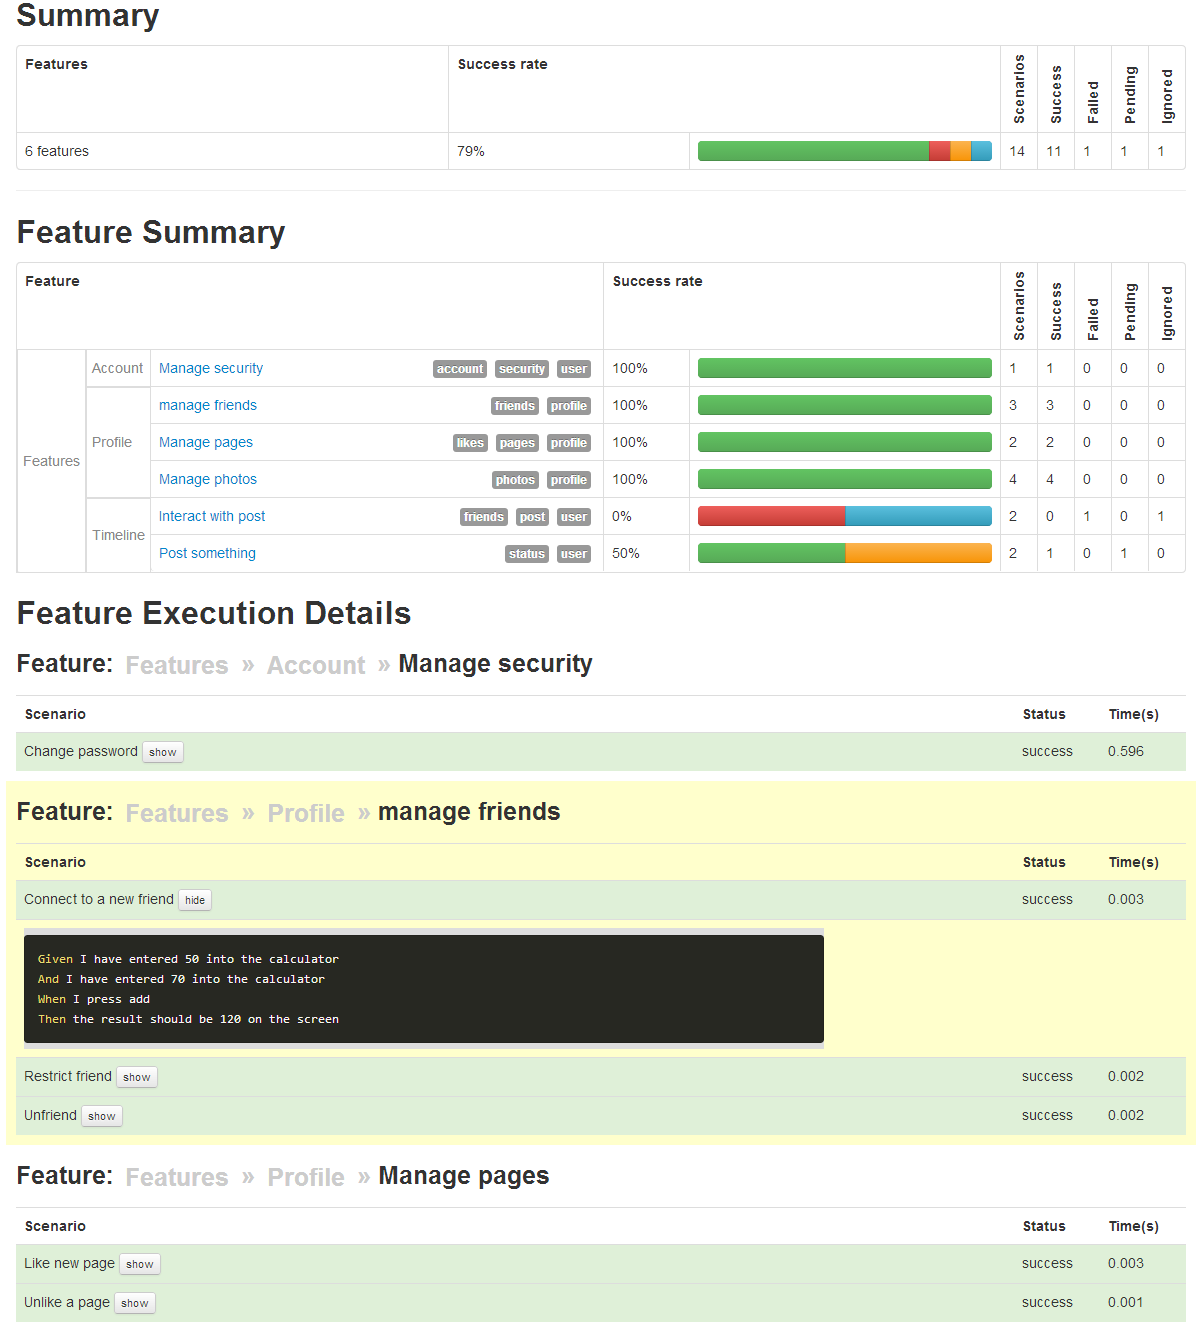 Summary
Features Success rate Scenarios Success Failed Pending Ignored
6 features 79% 14 11 1 1 1
Feature Summary
Feature Success rate Scenarios Success Failed Pending Ignored
Features Account Manage security account security user 100% 1 1 0 0 0
Profile manage friends friends profile 100% 3 3 0 0 0
Manage pages likes pages profile 100% 2 2 0 0 0
Manage photos photos profile 100% 4 4 0 0 0
Timeline Interact with post friends post user 0% 2 0 1 0 1
Post something status user 50% 2 1 0 1 0
Feature Execution Details
Feature: Features » Account » Manage security
Scenario Status Time(s)
Change password show success 0.596
Feature: Features » Profile » manage friends
Scenario Status Time(s)
Connect to a new friend hide success 0.003
Given I have entered 50 into the calculator
And I have entered 70 into the calculator
When I press add
Then the result should be 120 on the screen
Restrict friend show success 0.002
Unfriend show success 0.002
Feature: Features » Profile » Manage pages
Scenario Status Time(s)
Like new page show success 0.003
Unlike a page show success 0.001